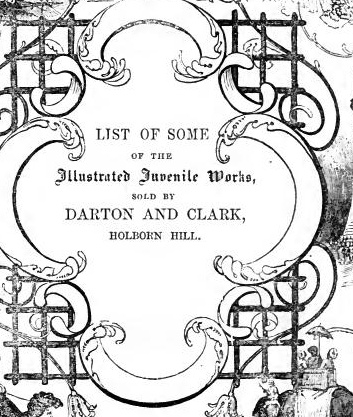 LIST OF SOME
OF THE
Illustrated Juvenile Works,
SOLD BY
DARTON AND CLARK,
HOLBORN HILL.